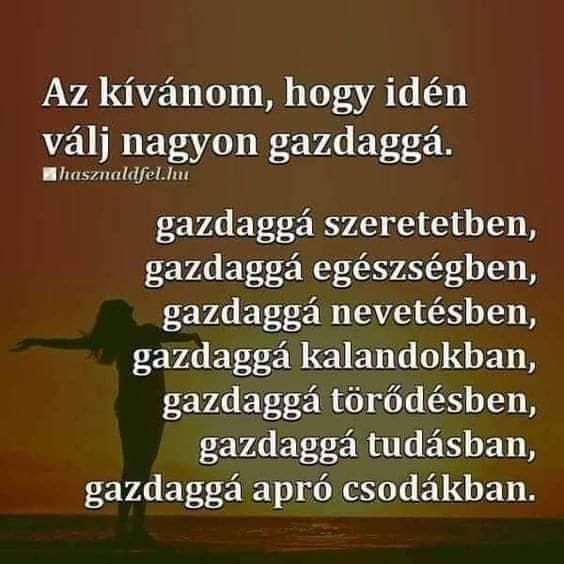 Az kívánom, hogy idén
válj nagyon gazdaggá.
hasznaldfel.hu
gazdaggá szeretetben,
gazdaggá egészségben,
gazdaggá nevetésben,
gazdaggá kalandokban,
gazdaggá törődésben,
gazdaggá tudásban,
gazdaggá apró csodákban.